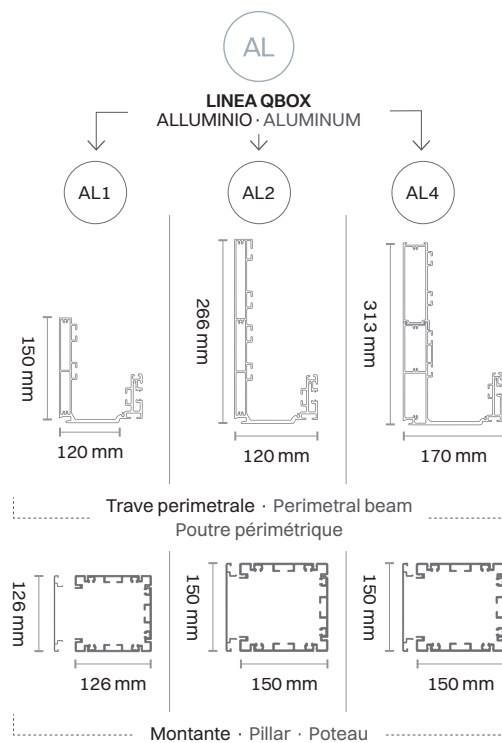 AL
LINEA QBOX
ALLUMINIO · ALUMINUM
AL1
AL2
AL4
150 mm
266 mm
313 mm
120 mm
120 mm
170 mm
Trave perimetrale · Perimetral beam
Poutre périmétrique
126 mm
150 mm
150 mm
126 mm
150 mm
150 mm
Montante · Pillar · Poteau